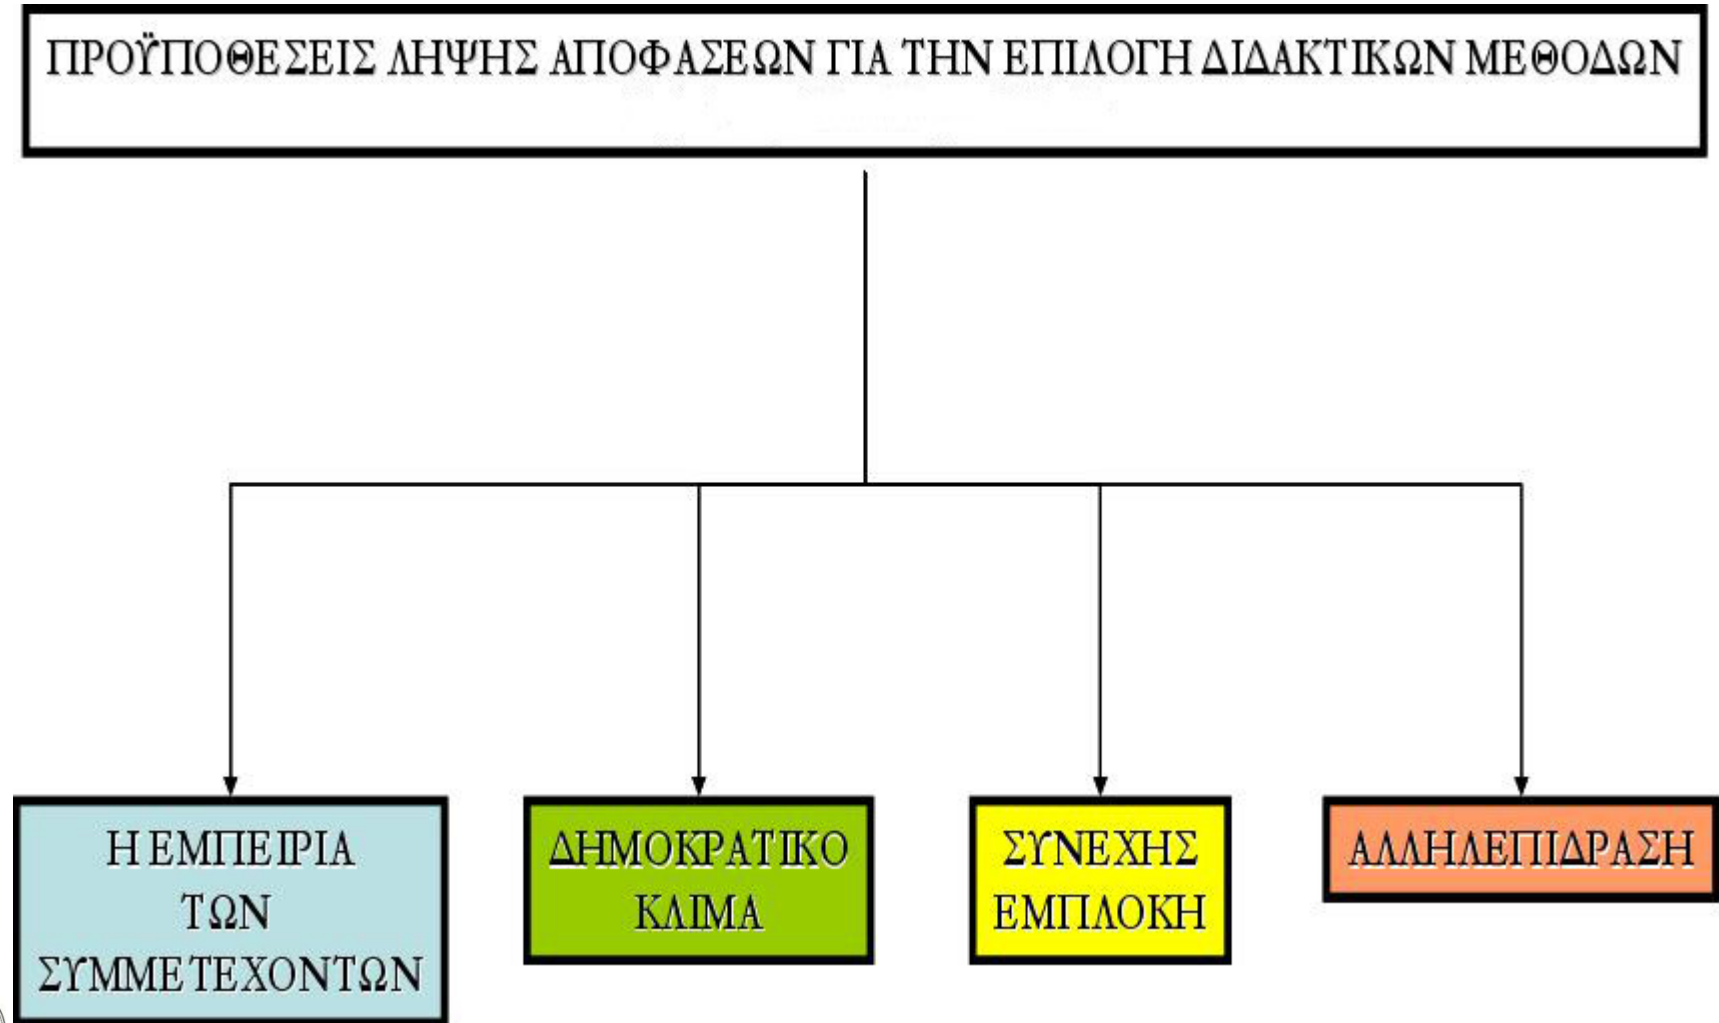 ΠΡΟΫΠΟΘΕΣΕΙΣ ΛΗΨΗΣ ΑΠΟΦΑΣΕΩΝ ΓΙΑ ΤΗΝ ΕΠΙΛΟΓΗ ΔΙΔΑΚΤΙΚΩΝ ΜΕΘΟΔΩΝ
Η ΕΜΠΕΙΡΙΑ
ΤΩΝ
ΣΥΜΜΕΤΕΧΟΝΤΩΝ
ΔΗΜΟΚΡΑΤΙΚΟ
ΚΛΙΜΑ
ΣΥΝΕΧΗΣ
ΕΜΠΛΟΚΗ
ΑΛΛΗΛΕΠΙΔΡΑΣΗ